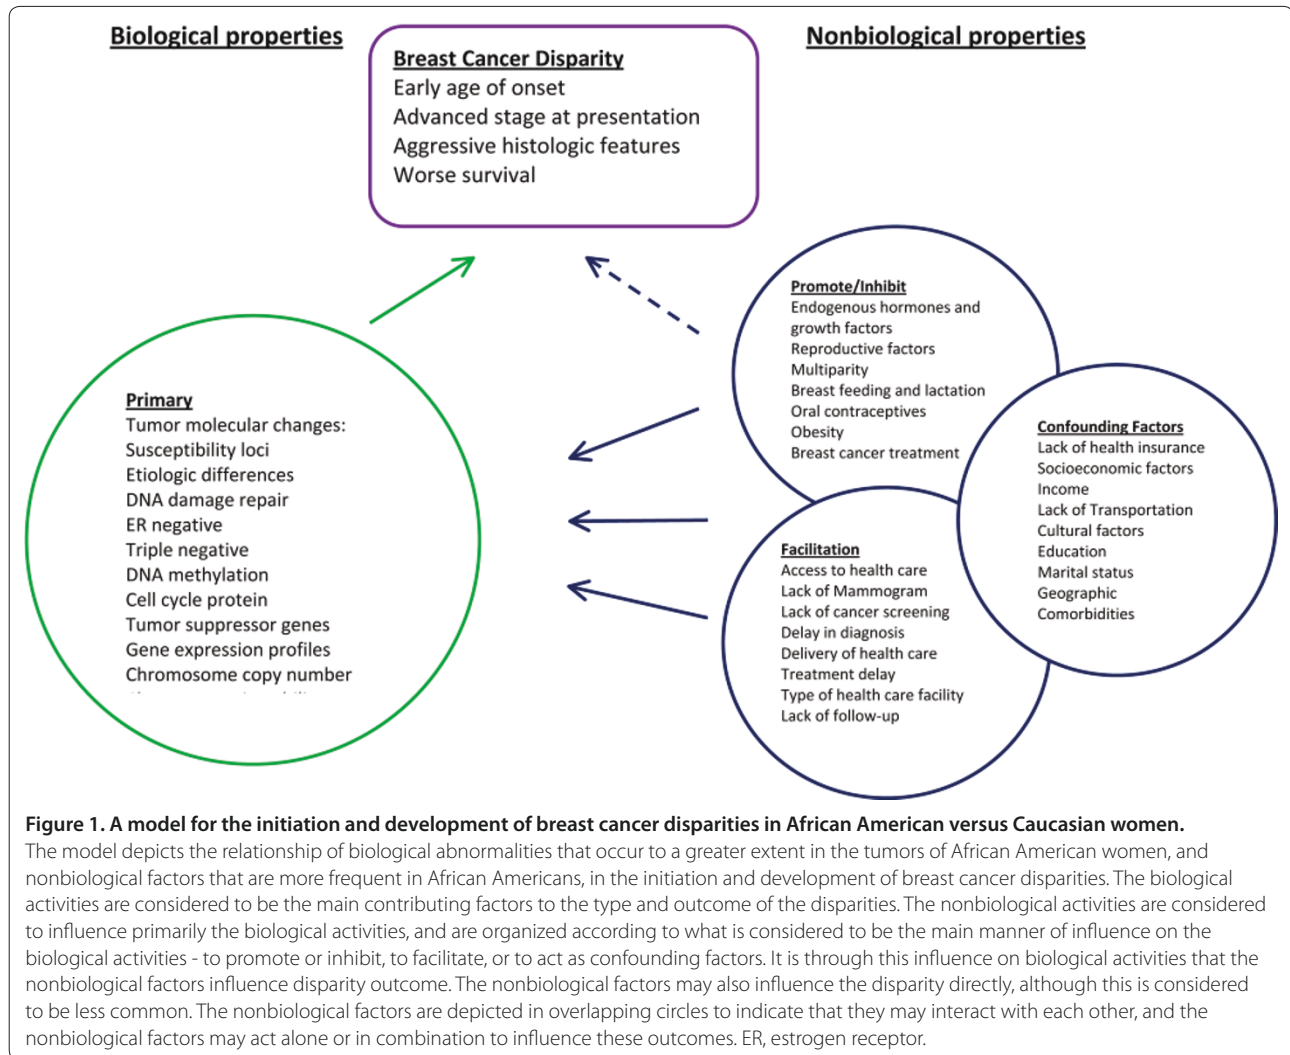 Biological properties
Nonbiological properties
Breast Cancer Disparity
Early age of onset
Advanced stage at presentation
Aggressive histologic features
Worse survival
Primary
Tumor molecular changes:
Susceptibility loci
Etiologic differences
DNA damage repair
ER negative
Triple negative
DNA methylation
Cell cycle protein
Tumor suppressor genes
Gene expression profiles
Chromosome copy number
Promote/Inhibit
Endogenous hormones and
growth factors
Reproductive factors
Multiparity
Breast feeding and lactation
Oral contraceptives
Obesity
Breast cancer treatment
Confounding Factors
Lack of health insurance
Socioeconomic factors
Income
Lack of Transportation
Cultural factors
Education
Marital status
Geographic
Comorbidities
Facilitation
Access to health care
Lack of Mammogram
Lack of cancer screening
Delay in diagnosis
Delivery of health care
Treatment delay
Type of health care facility
Lack of follow-up
Figure 1. A model for the initiation and development of breast cancer disparities in African American versus Caucasian women.
The model depicts the relationship of biological abnormalities that occur to a greater extent in the tumors of African American women, and
nonbiological factors that are more frequent in African Americans, in the initiation and development of breast cancer disparities. The biological
activities are considered to be the main contributing factors to the type and outcome of the disparities. The nonbiological activities are considered
to influence primarily the biological activities, and are organized according to what is considered to be the main manner of influence on the
biological activities - to promote or inhibit, to facilitate, or to act as confounding factors. It is through this influence on biological activities that the
nonbiological factors influence disparity outcome. The nonbiological factors may also influence the disparity directly, although this is considered
to be less common. The nonbiological factors are depicted in overlapping circles to indicate that they may interact with each other, and the
nonbiological factors may act alone or in combination to influence these outcomes. ER, estrogen receptor.